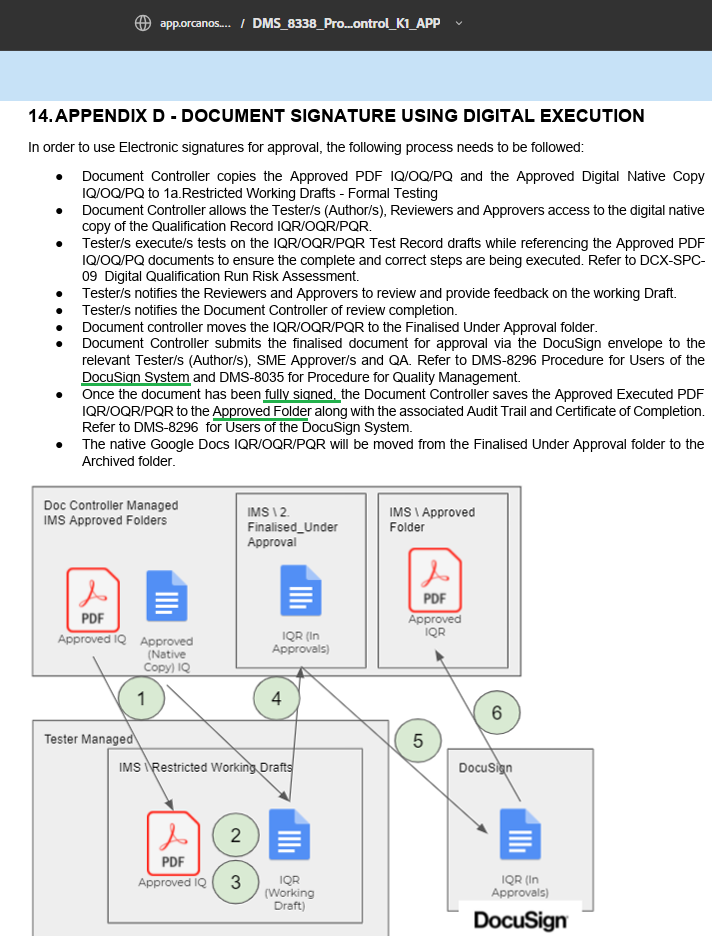 app.orcanos.... / DMS_8338_Pro...ontrol_K1_APP
14. APPENDIX D - DOCUMENT SIGNATURE USING DIGITAL EXECUTION
In order to use Electronic signatures for approval, the following process needs to be followed:
● Document Controller copies the Approved PDF IQ/OQ/PQ and the Approved Digital Native Copy
IQ/OQ/PQ to 1a.Restricted Working Drafts - Formal Testing
● Document Controller allows the Tester/s (Author/s), Reviewers and Approvers access to the digital native
copy of the Qualification Record IQR/OQR/PQR.
● Tester/s execute/s tests on the IQR/OQR/PQR Test Record drafts while referencing the Approved PDF
IQ/OQ/PQ documents to ensure the complete and correct steps are being executed. Refer to DCX-SPC-
09 Digital Qualification Run Risk Assessment.
● Tester/s notifies the Reviewers and Approvers to review and provide feedback on the working Draft.
● Tester/s notifies the Document Controller of review completion.
● Document controller moves the IQR/OQR/PQR to the Finalised Under Approval folder.
● Document Controller submits the finalised document for approval via the DocuSign envelope to the
relevant Tester/s (Author/s), SME Approver/s and QA. Refer to DMS-8296 Procedure for Users of the
DocuSign System and DMS-8035 for Procedure for Quality Management.
● Once the document has been fully signed, the Document Controller saves the Approved Executed PDF
IQR/OQR/PQR to the Approved Folder along with the associated Audit Trail and Certificate of Completion.
Refer to DMS-8296 for Users of the DocuSign System.
● The native Google Docs IQR/OQR/PQR will be moved from the Finalised Under Approval folder to the
Archived folder.
Doc Controller Managed
IMS Approved Folders
PDF
Approved IQ
Approved
(Native
Copy) IQ
IMS \ 2.
Finalised_Under
Approval
IQR (In
Approvals)
IMS \ Approved
Folder
PDF
Approved
IQR
1
4
5
6
Tester Managed
IMS \ Restricted Working Drafts
PDF
Approved IQ
2
3
IQR
(Working
Draft)
DocuSign
IQR (In
Approvals)
DocuSign